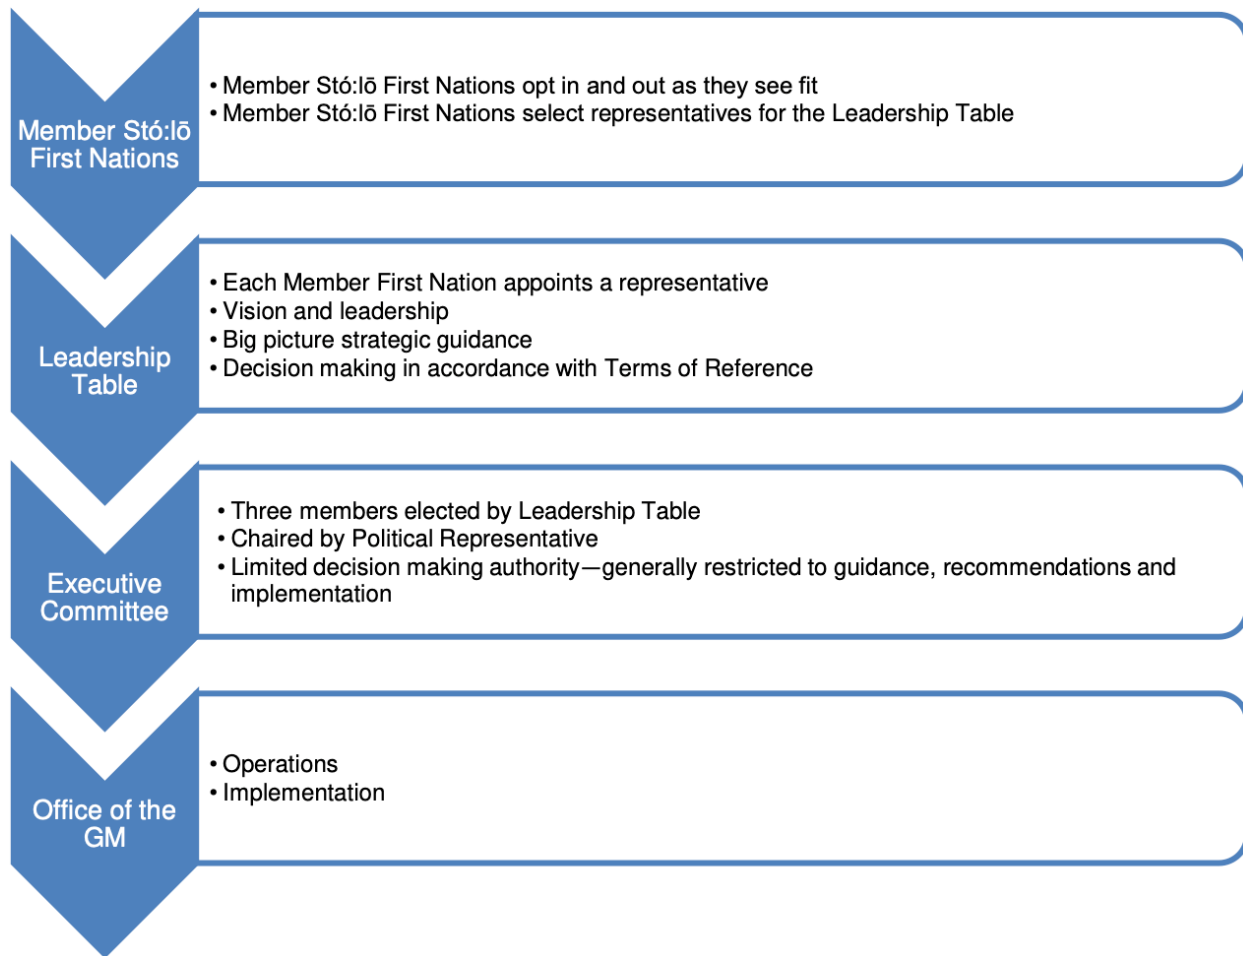 Member Stó:lō
First Nations
• Member Stó:lō First Nations opt in and out as they see fit
• Member Stó:lō First Nations select representatives for the Leadership Table
Leadership
Table
• Each Member First Nation appoints a representative
• Vision and leadership
• Big picture strategic guidance
• Decision making in accordance with Terms of Reference
Executive
Committee
• Three members elected by Leadership Table
• Chaired by Political Representative
• Limited decision making authority—generally restricted to guidance, recommendations and
implementation
Office of the
GM
• Operations
• Implementation